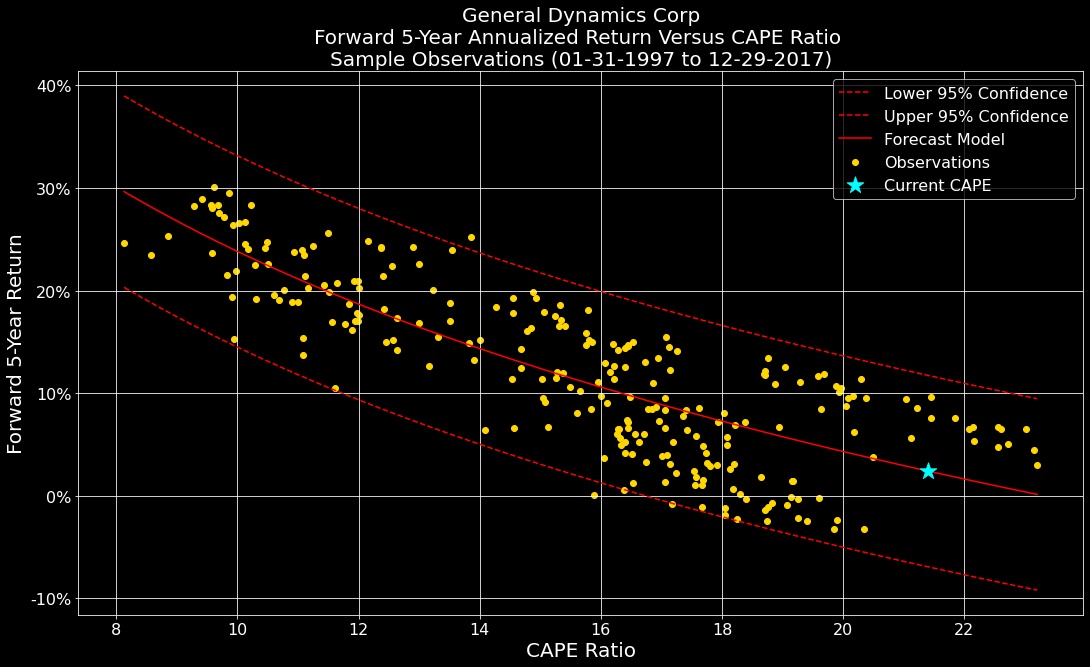 General Dynamics Corp
Forward 5-Year Annualized Return Versus CAPE Ratio
Sample Observations (01-31-1997 to 12-29-2017)
Lower 95% Confidence
Upper 95% Confidence
Forecast Model
Observations
Current CAPE
Forward 5-Year Return
40%
30%
20%
10%
0%
-10%
8 10 12 14 16 18 20 22
CAPE Ratio